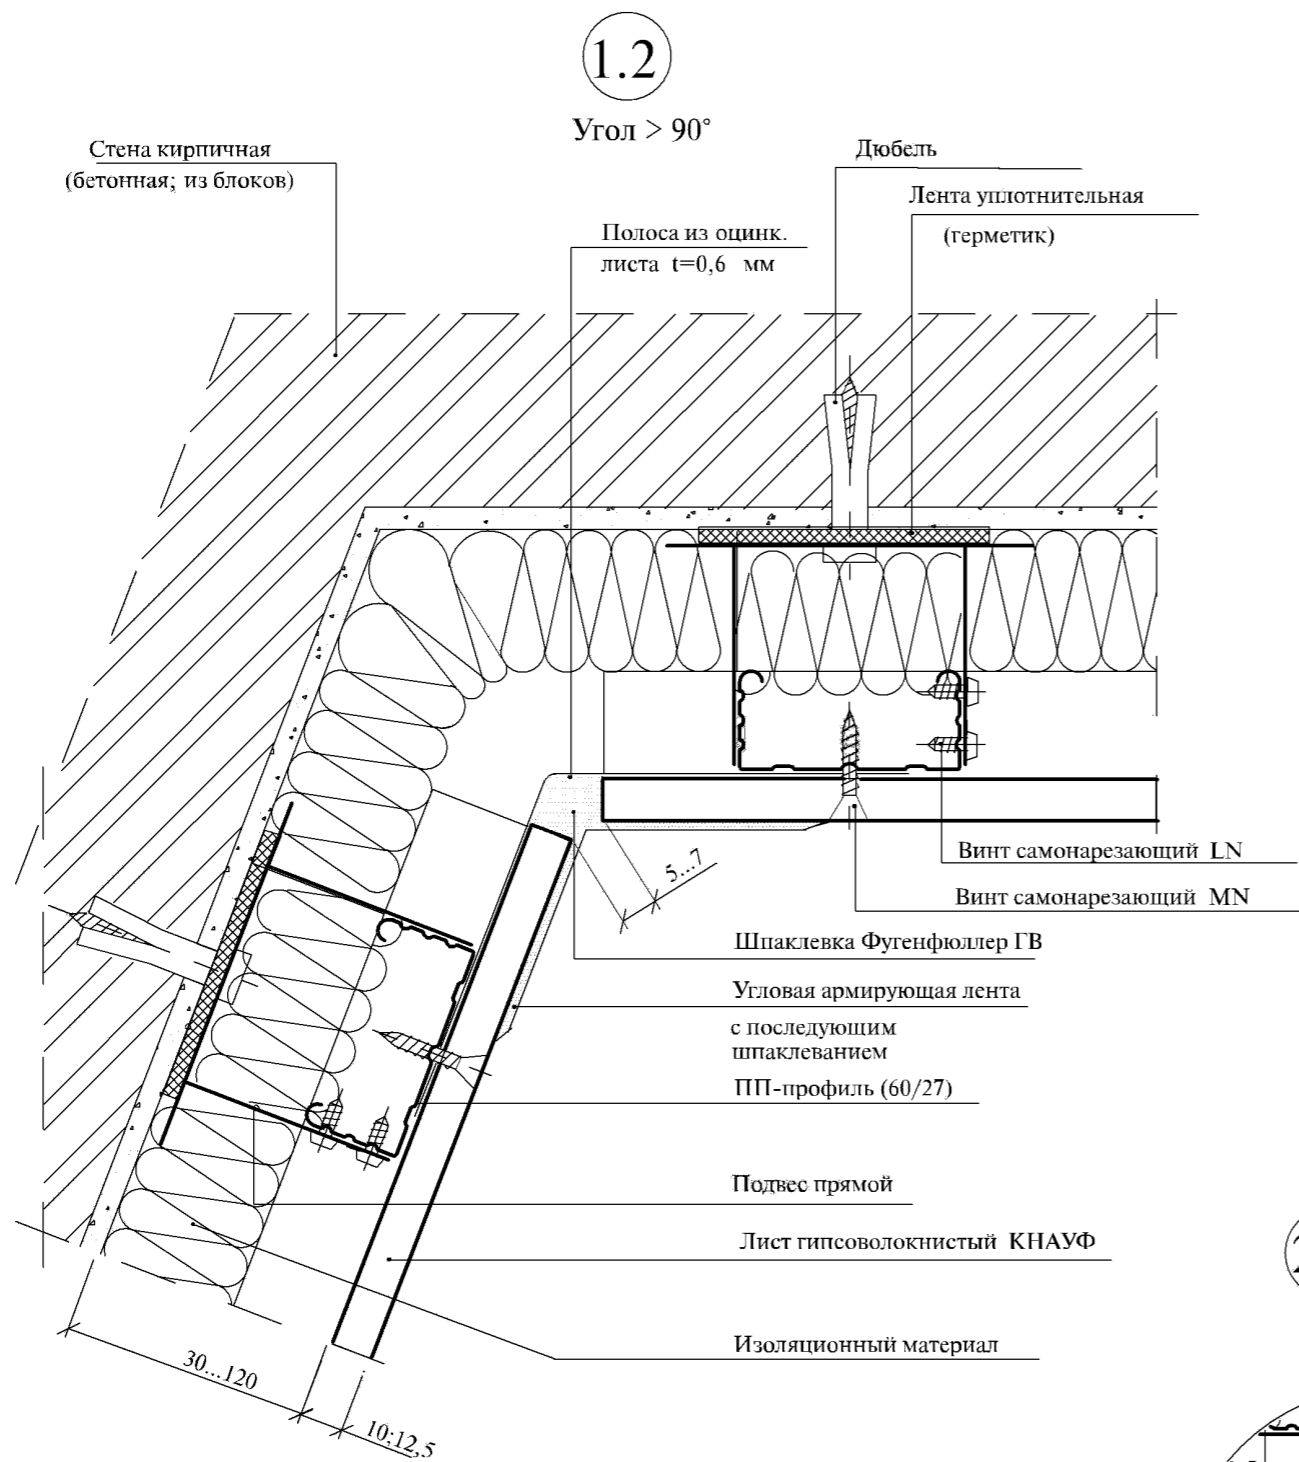 1.2
Угол > 90°
Стена кирпичная
(бетонная; из блоков)
Дюбель
Лента уплотнительная
(герметик)
Полоса из оцинк.
листа t=0,6 мм
5...7
Винт самонарезающий LN
Винт самонарезающий MN
Шпаклевка Фугенфюллер ГВ
Угловая армирующая лента
с последующим
шпаклеванием
ПП-профиль (60/27)
Подвес прямой
Лист гипсоволокнистый КНАУФ
Изоляционный материал
30...120
10;12,5